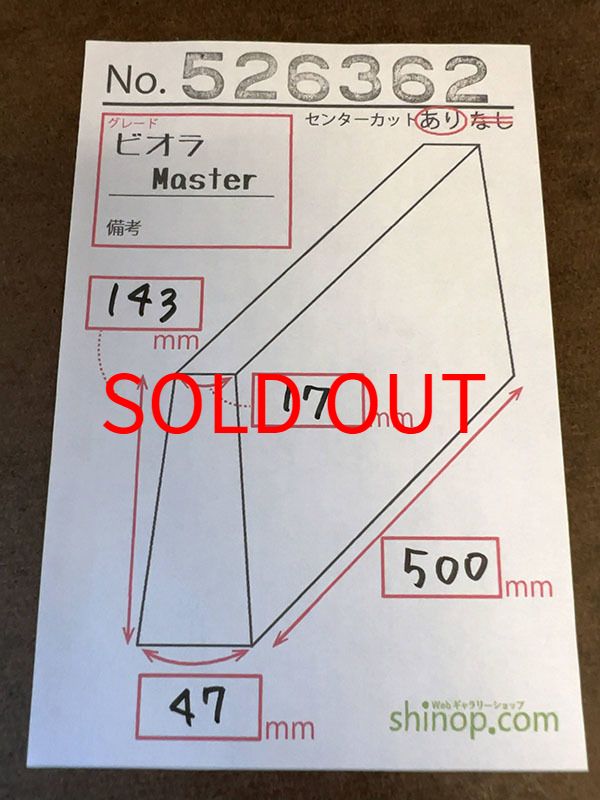 No. 526362
センターカット あり なし
グレード
ビオラ
Master
備考
143
mm
17 mm
SOLD OUT
500 mm
47 mm
Webギャラリーショップ
shinop.com